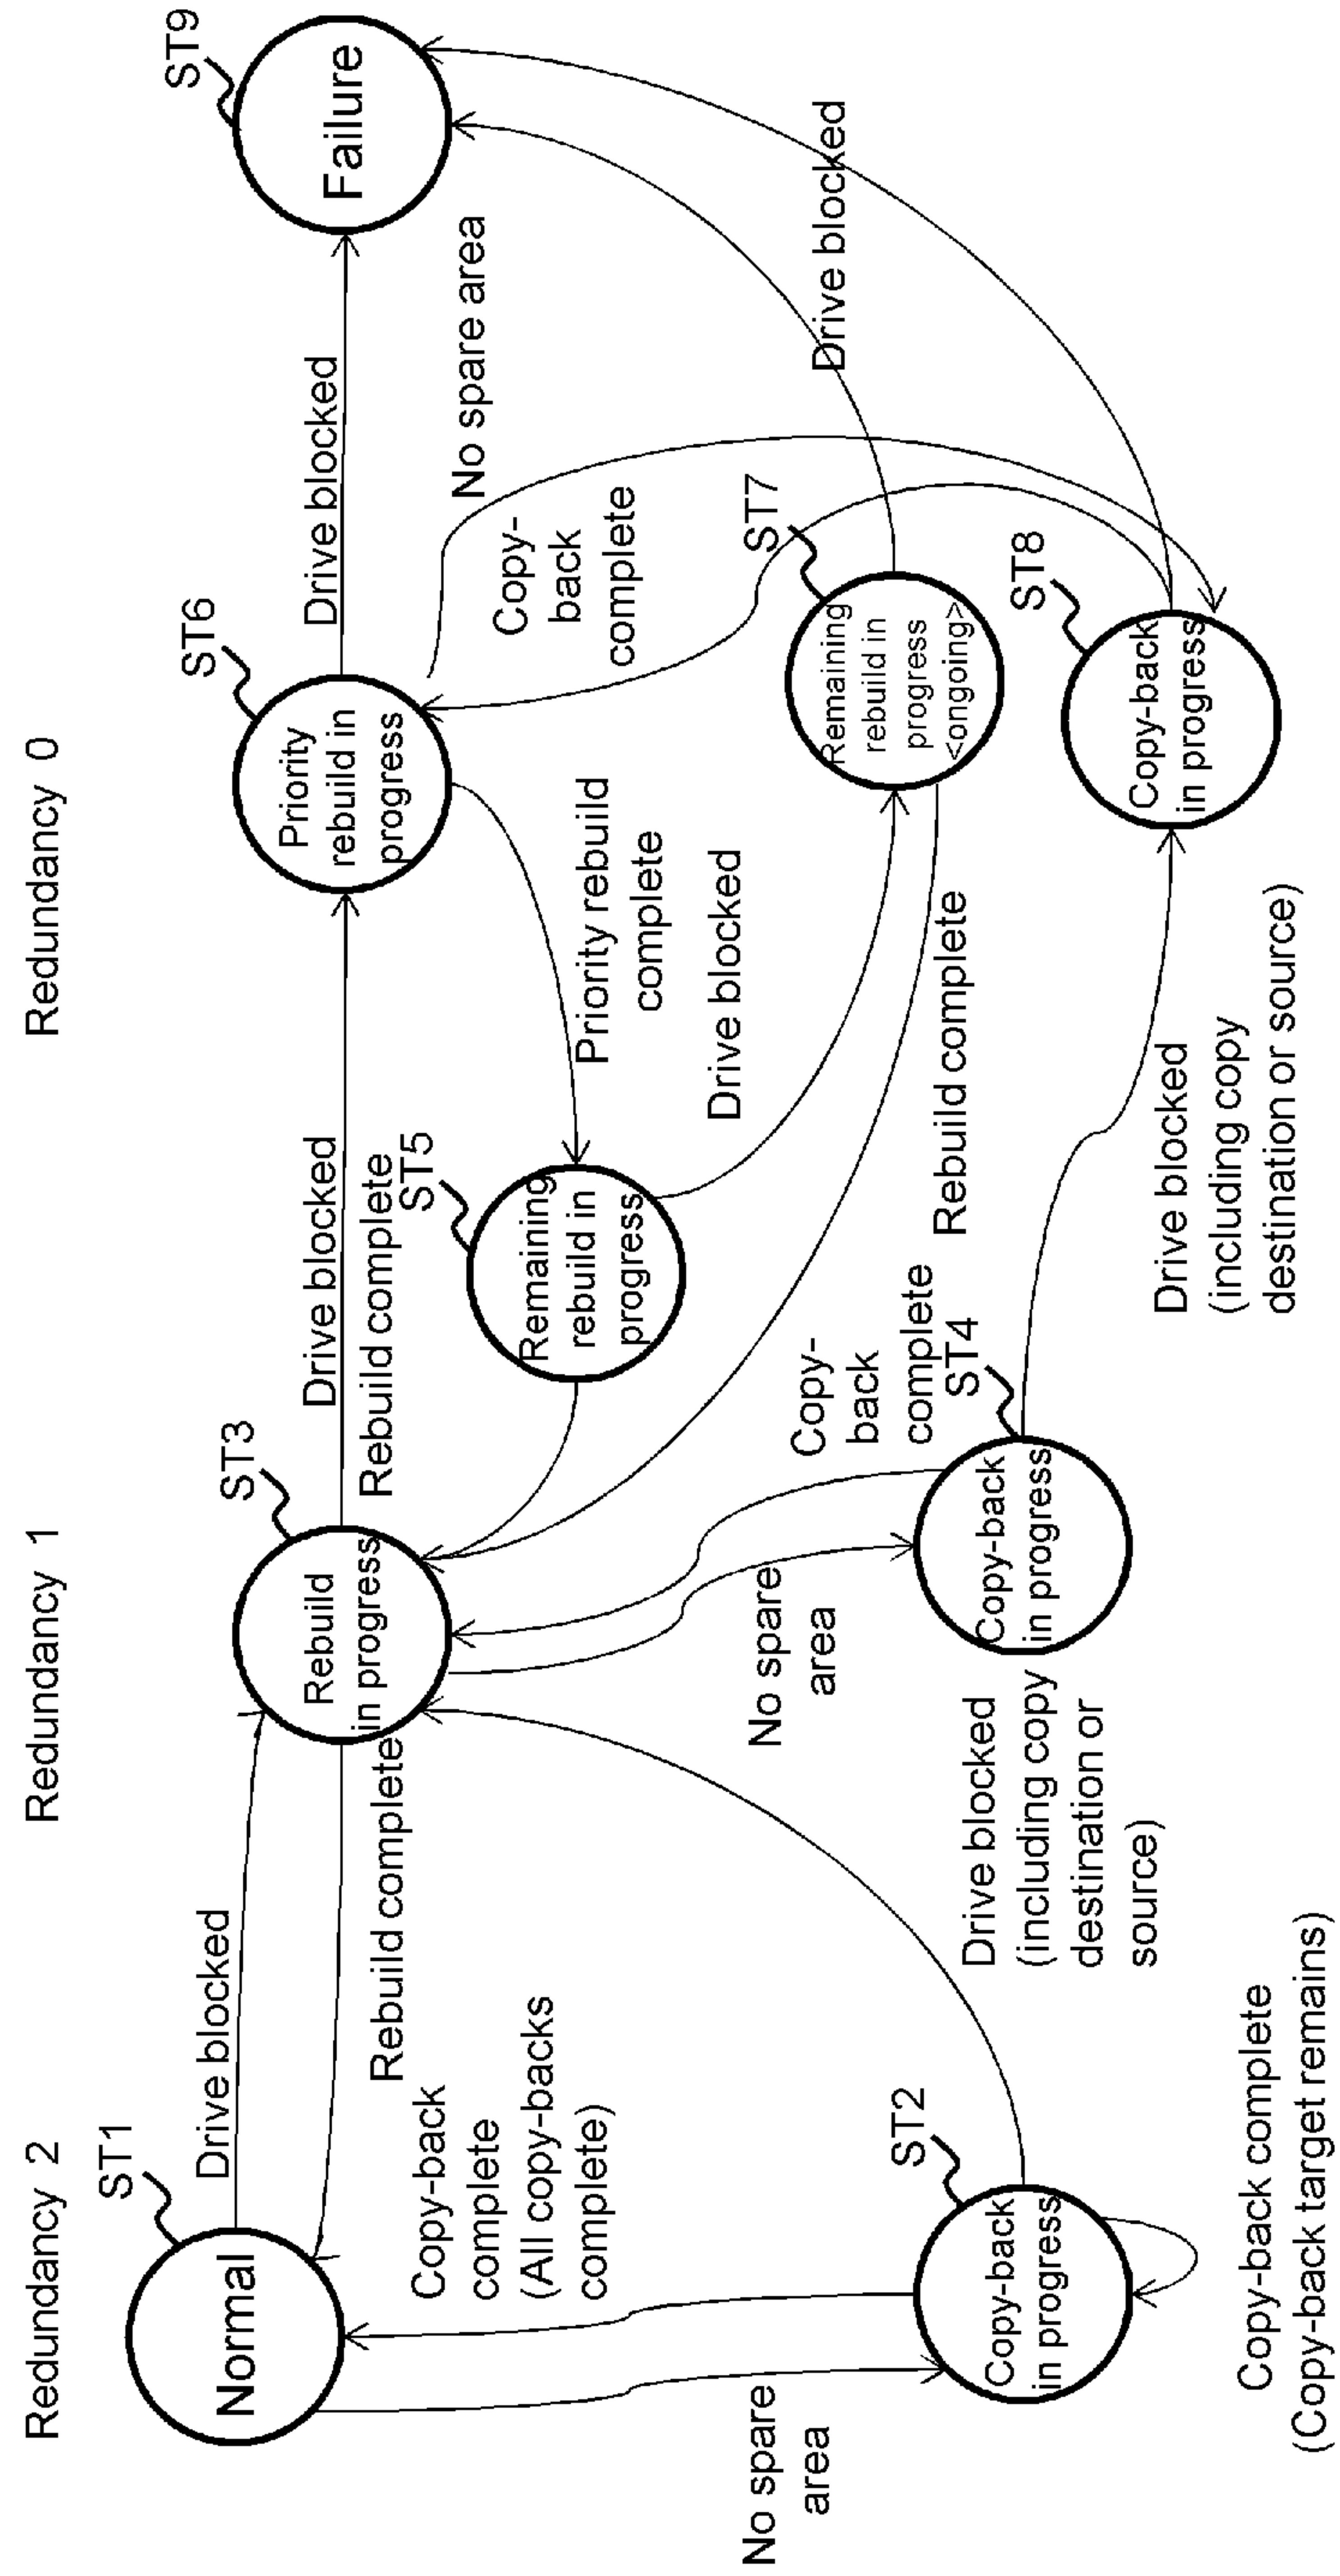 Redundancy 2
Redundancy 1
Redundancy 0
ST1
Normal
Drive blocked
ST3
Rebuild
in progress
Rebuild complete
Drive blocked
Rebuild complete
ST6
Priority
rebuild in
progress
Drive blocked
ST9
Failure
No spare area
Copy-
back
complete
Copy-back
complete
(All copy-backs
complete)
ST5
Remaining
rebuild in
progress
Priority rebuild
complete
Drive blocked
ST7
Remaining
rebuild in
progress
<ongoing>
Drive blocked
No spare
area
ST2
Copy-back
in progress
No spare
area
Copy-
back
complete
ST4
Copy-back
in progress
Rebuild complete
ST8
Copy-back
in progress
Drive blocked
(including copy
destination or
source)
Drive blocked
(including copy
destination or source)
Copy-back complete
(Copy-back target remains)